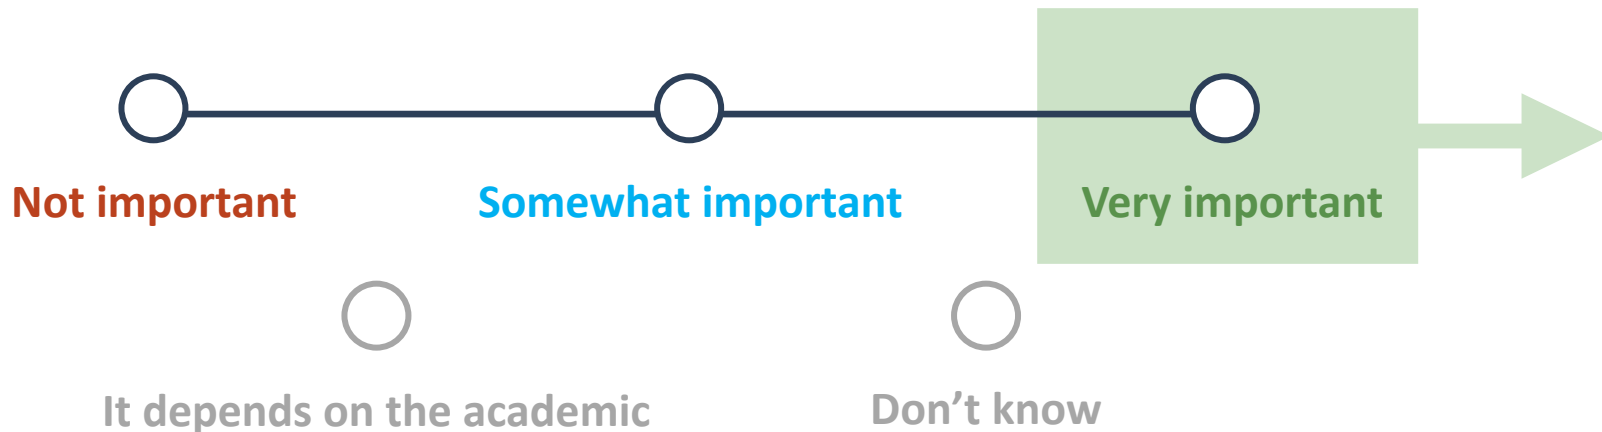 Not important
Somewhat important
Very important
It depends on the academic
Don’t know